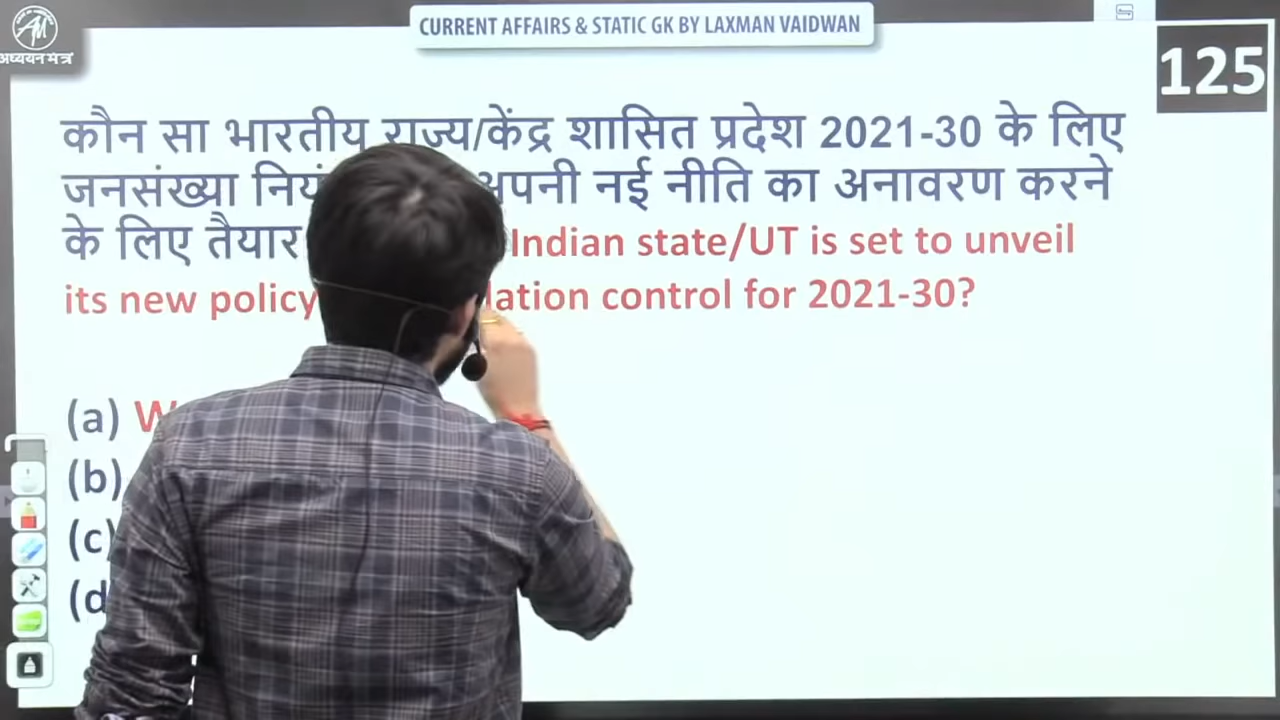 अध्ययन मंत्र
CURRENT AFFAIRS & STATIC GK BY LAXMAN VAIDWAN
125
कौन सा भारतीय राज्य/केंद्र शासित प्रदेश 2021-30 के लिए
जनसंख्या अपनी नई नीति का अनावरण करने
के लिए तैयार Indian state/UT is set to unveil
its new policy control for 2021-30?
(a)
(b)
(c)
(d